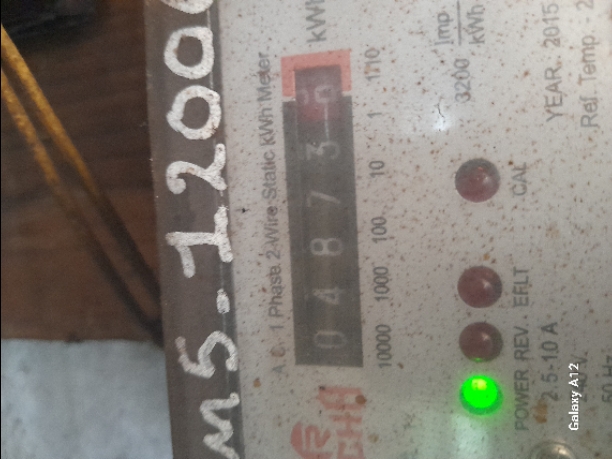 M5-1200
kWh
A.C. 1 Phase 2-Wire Static kWh Meter
0 4 8 7 3
10000 1000 100 10 1 1/10
Imp
3200 kWh
YEAR. 2015
Ref. Temp.
CAL
EFLT
REV.
POWER
2.5-10 A
Galaxy A12